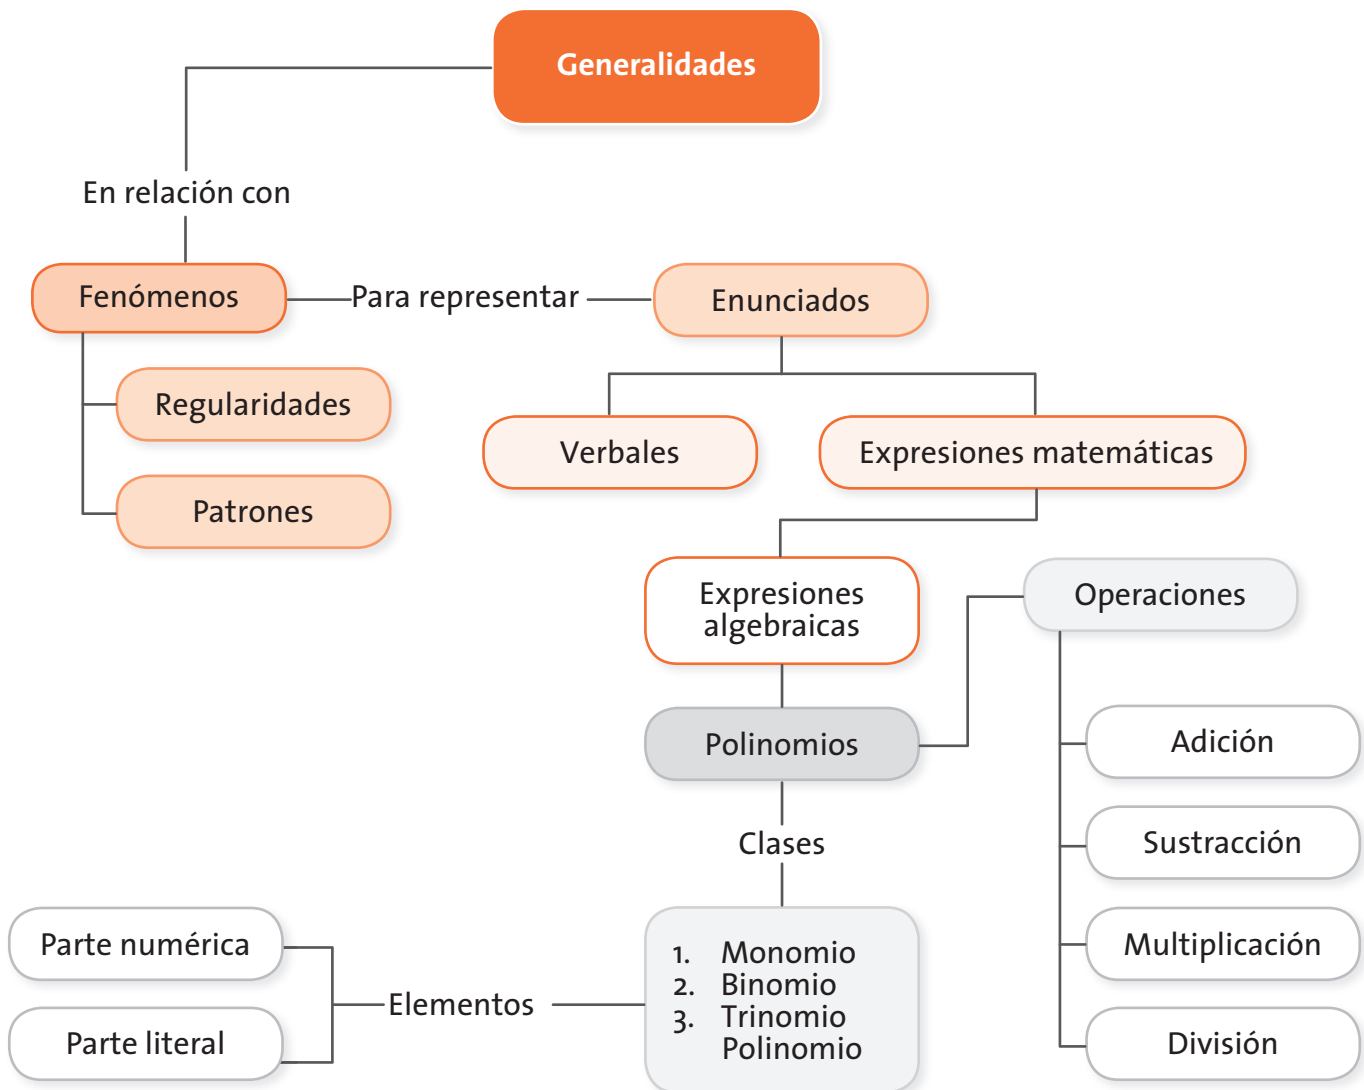 Generalidades
En relación con
Fenómenos
Para representar
Enunciados
Regularidades
Patrones
Verbales
Expresiones matemáticas
Expresiones
algebraicas
Operaciones
Polinomios
Adición
Sustracción
Multiplicación
División
Clases
1. Monomio
2. Binomio
3. Trinomio
Polinomio
Elementos
Parte numérica
Parte literal